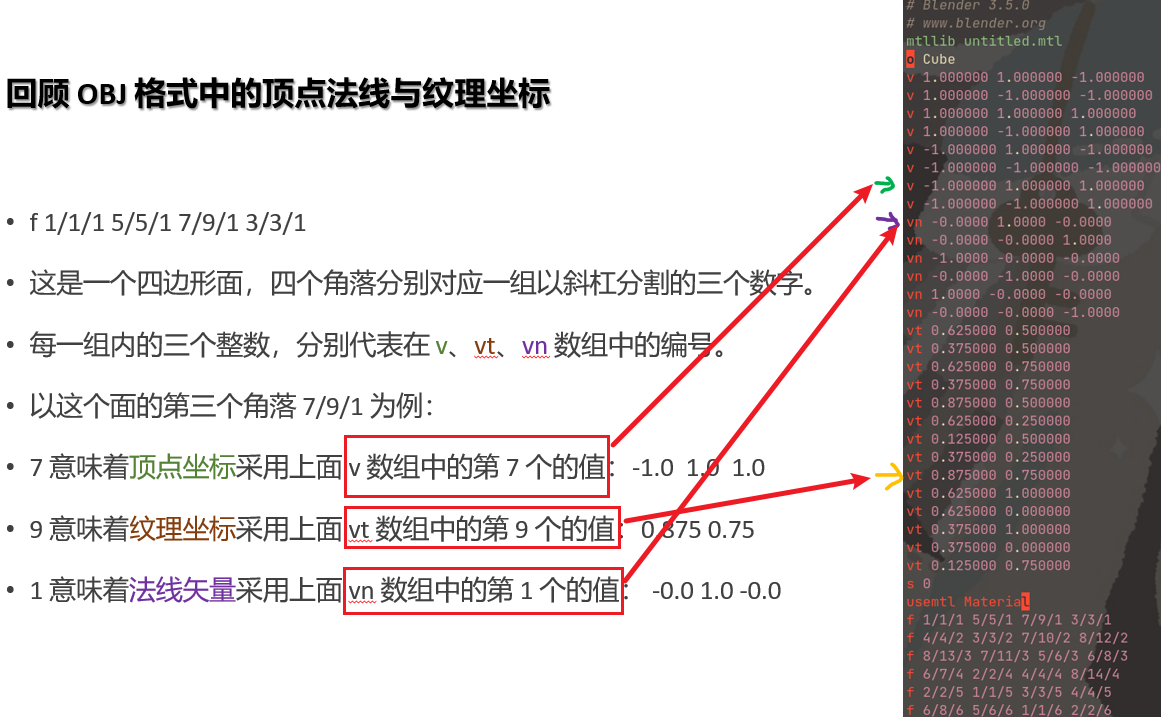 回顾 OBJ 格式中的顶点法线与纹理坐标
• f 1/1/1 5/5/1 7/9/1 3/3/1
• 这是一个四边形面，四个角落分别对应一组以斜杠分割的三个数字。
• 每一组内的三个整数，分别代表在 v、vt、vn 数组中的编号。
• 以这个面的第三个角落 7/9/1 为例：
• 7 意味着顶点坐标采用上面 v 数组中的第 7 个的值： -1.0 1.0 1.0
• 9 意味着纹理坐标采用上面 vt 数组中的第 9 个的值： 0.875 0.75
• 1 意味着法线矢量采用上面 vn 数组中的第 1 个的值： -0.0 1.0 -0.0
# Blender 3.5.0
# www.blender.org
mtllib untitled.mtl
o Cube
v 1.000000 1.000000 -1.000000
v 1.000000 -1.000000 -1.000000
v 1.000000 1.000000 1.000000
v 1.000000 -1.000000 1.000000
v -1.000000 1.000000 -1.000000
v -1.000000 -1.000000 -1.000000
v -1.000000 1.000000 1.000000
v -1.000000 -1.000000 1.000000
vn -0.0000 1.0000 -0.0000
vn -0.0000 -0.0000 1.0000
vn -1.0000 -0.0000 -0.0000
vn -0.0000 -1.0000 -0.0000
vn 1.0000 -0.0000 -0.0000
vn -0.0000 -0.0000 -1.0000
vt 0.625000 0.500000
vt 0.375000 0.500000
vt 0.625000 0.750000
vt 0.375000 0.750000
vt 0.875000 0.500000
vt 0.625000 0.250000
vt 0.125000 0.500000
vt 0.375000 0.250000
vt 0.875000 0.750000
vt 0.625000 1.000000
vt 0.625000 0.000000
vt 0.375000 1.000000
vt 0.375000 0.000000
vt 0.125000 0.750000
s 0
usemtl Material
f 1/1/1 5/5/1 7/9/1 3/3/1
f 4/4/2 3/3/2 7/10/2 8/12/2
f 8/13/3 7/11/3 5/6/3 6/8/3
f 6/7/4 2/2/4 4/4/4 8/14/4
f 2/2/5 1/1/5 3/3/5 4/4/5
f 6/8/6 5/6/6 1/1/6 2/2/6